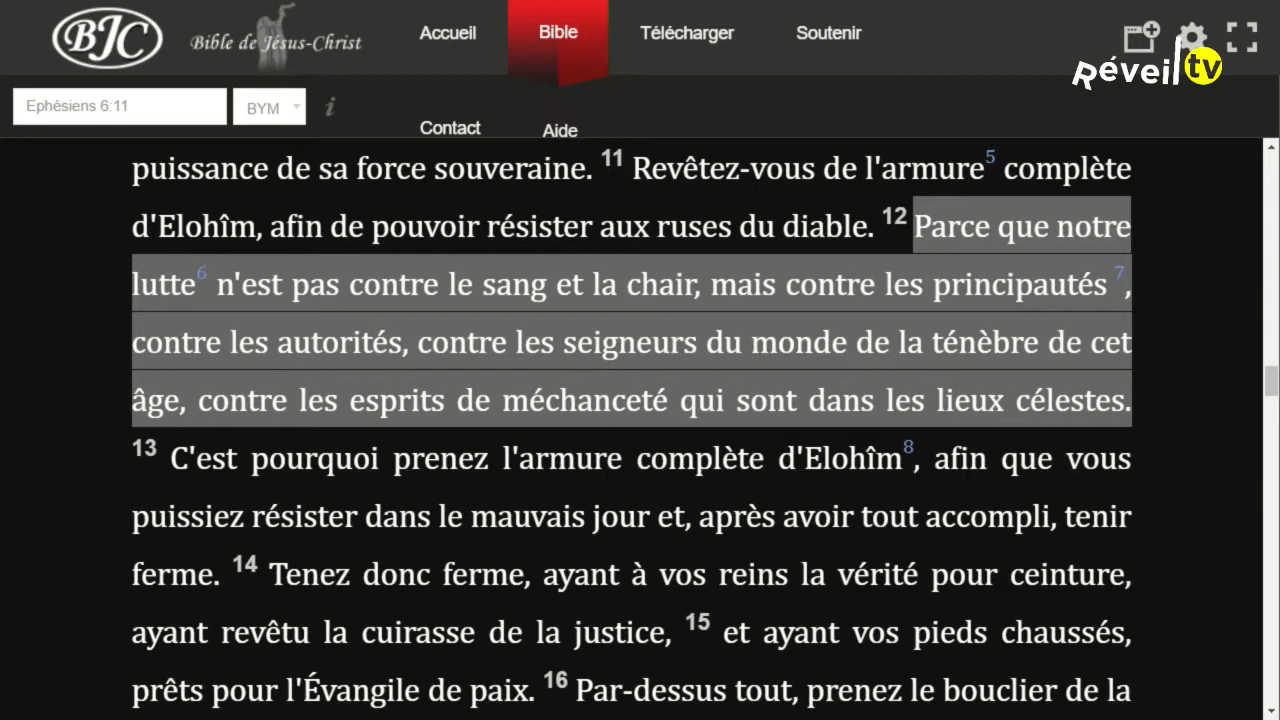 BJC
Bible de Jésus-Christ
Accueil
Bible
Télécharger
Soutenir
Réveil tv
Ephésiens 6:11
BYM
i
Contact
Aide
puissance de sa force souveraine. 11 Revêtez-vous de l'armure5 complète
d'Elohîm, afin de pouvoir résister aux ruses du diable. 12 Parce que notre
lutte6 n'est pas contre le sang et la chair, mais contre les principautés 7,
contre les autorités, contre les seigneurs du monde de la ténèbre de cet
âge, contre les esprits de méchanceté qui sont dans les lieux célestes.
13 C'est pourquoi prenez l'armure complète d'Elohîm8, afin que vous
puissiez résister dans le mauvais jour et, après avoir tout accompli, tenir
ferme. 14 Tenez donc ferme, ayant à vos reins la vérité pour ceinture,
ayant revêtu la cuirasse de la justice, 15 et ayant vos pieds chaussés,
prêts pour l'Évangile de paix. 16 Par-dessus tout, prenez le bouclier de la